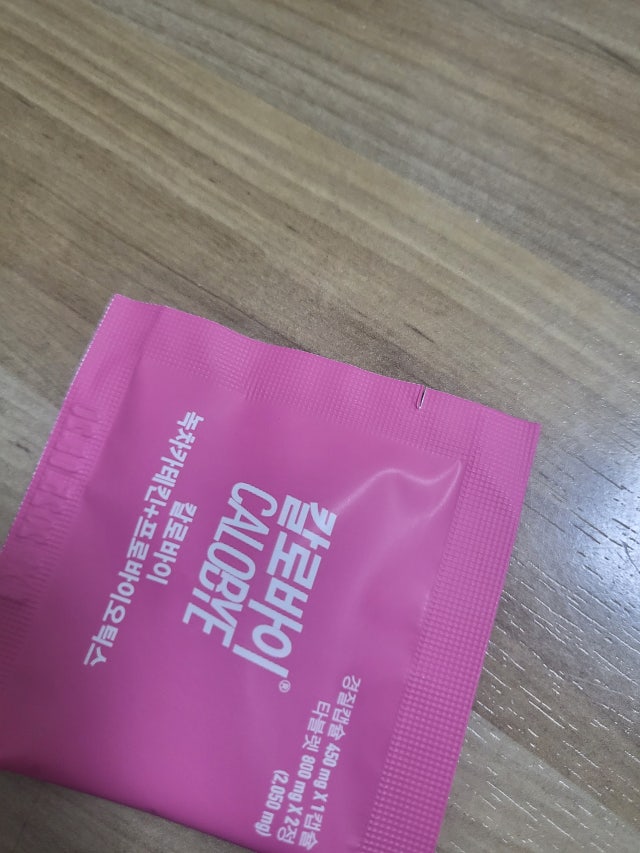 칼로바이®
CALOBYE
칼로바이
녹차카테킨+프로바이오틱스
경질캡슐 450 mg X 1캡슐
타블렛 800 mg X 2정
(2,050 mg)